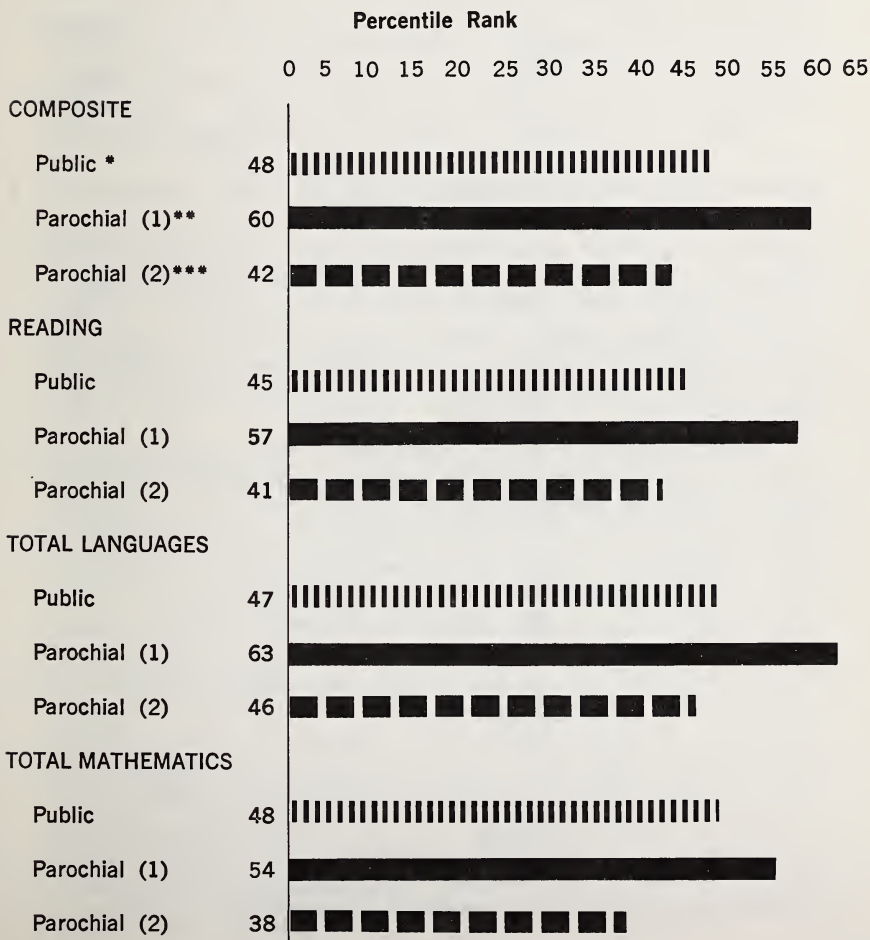 Percentile Rank
0 5 10 15 20 25 30 35 40 45 50 55 60 65
COMPOSITE
Public * 48
Parochial (1)** 60
Parochial (2)*** 42
READING
Public 45
Parochial (1) 57
Parochial (2) 41
TOTAL LANGUAGES
Public 47
Parochial (1) 63
Parochial (2) 46
TOTAL MATHEMATICS
Public 48
Parochial (1) 54
Parochial (2) 38